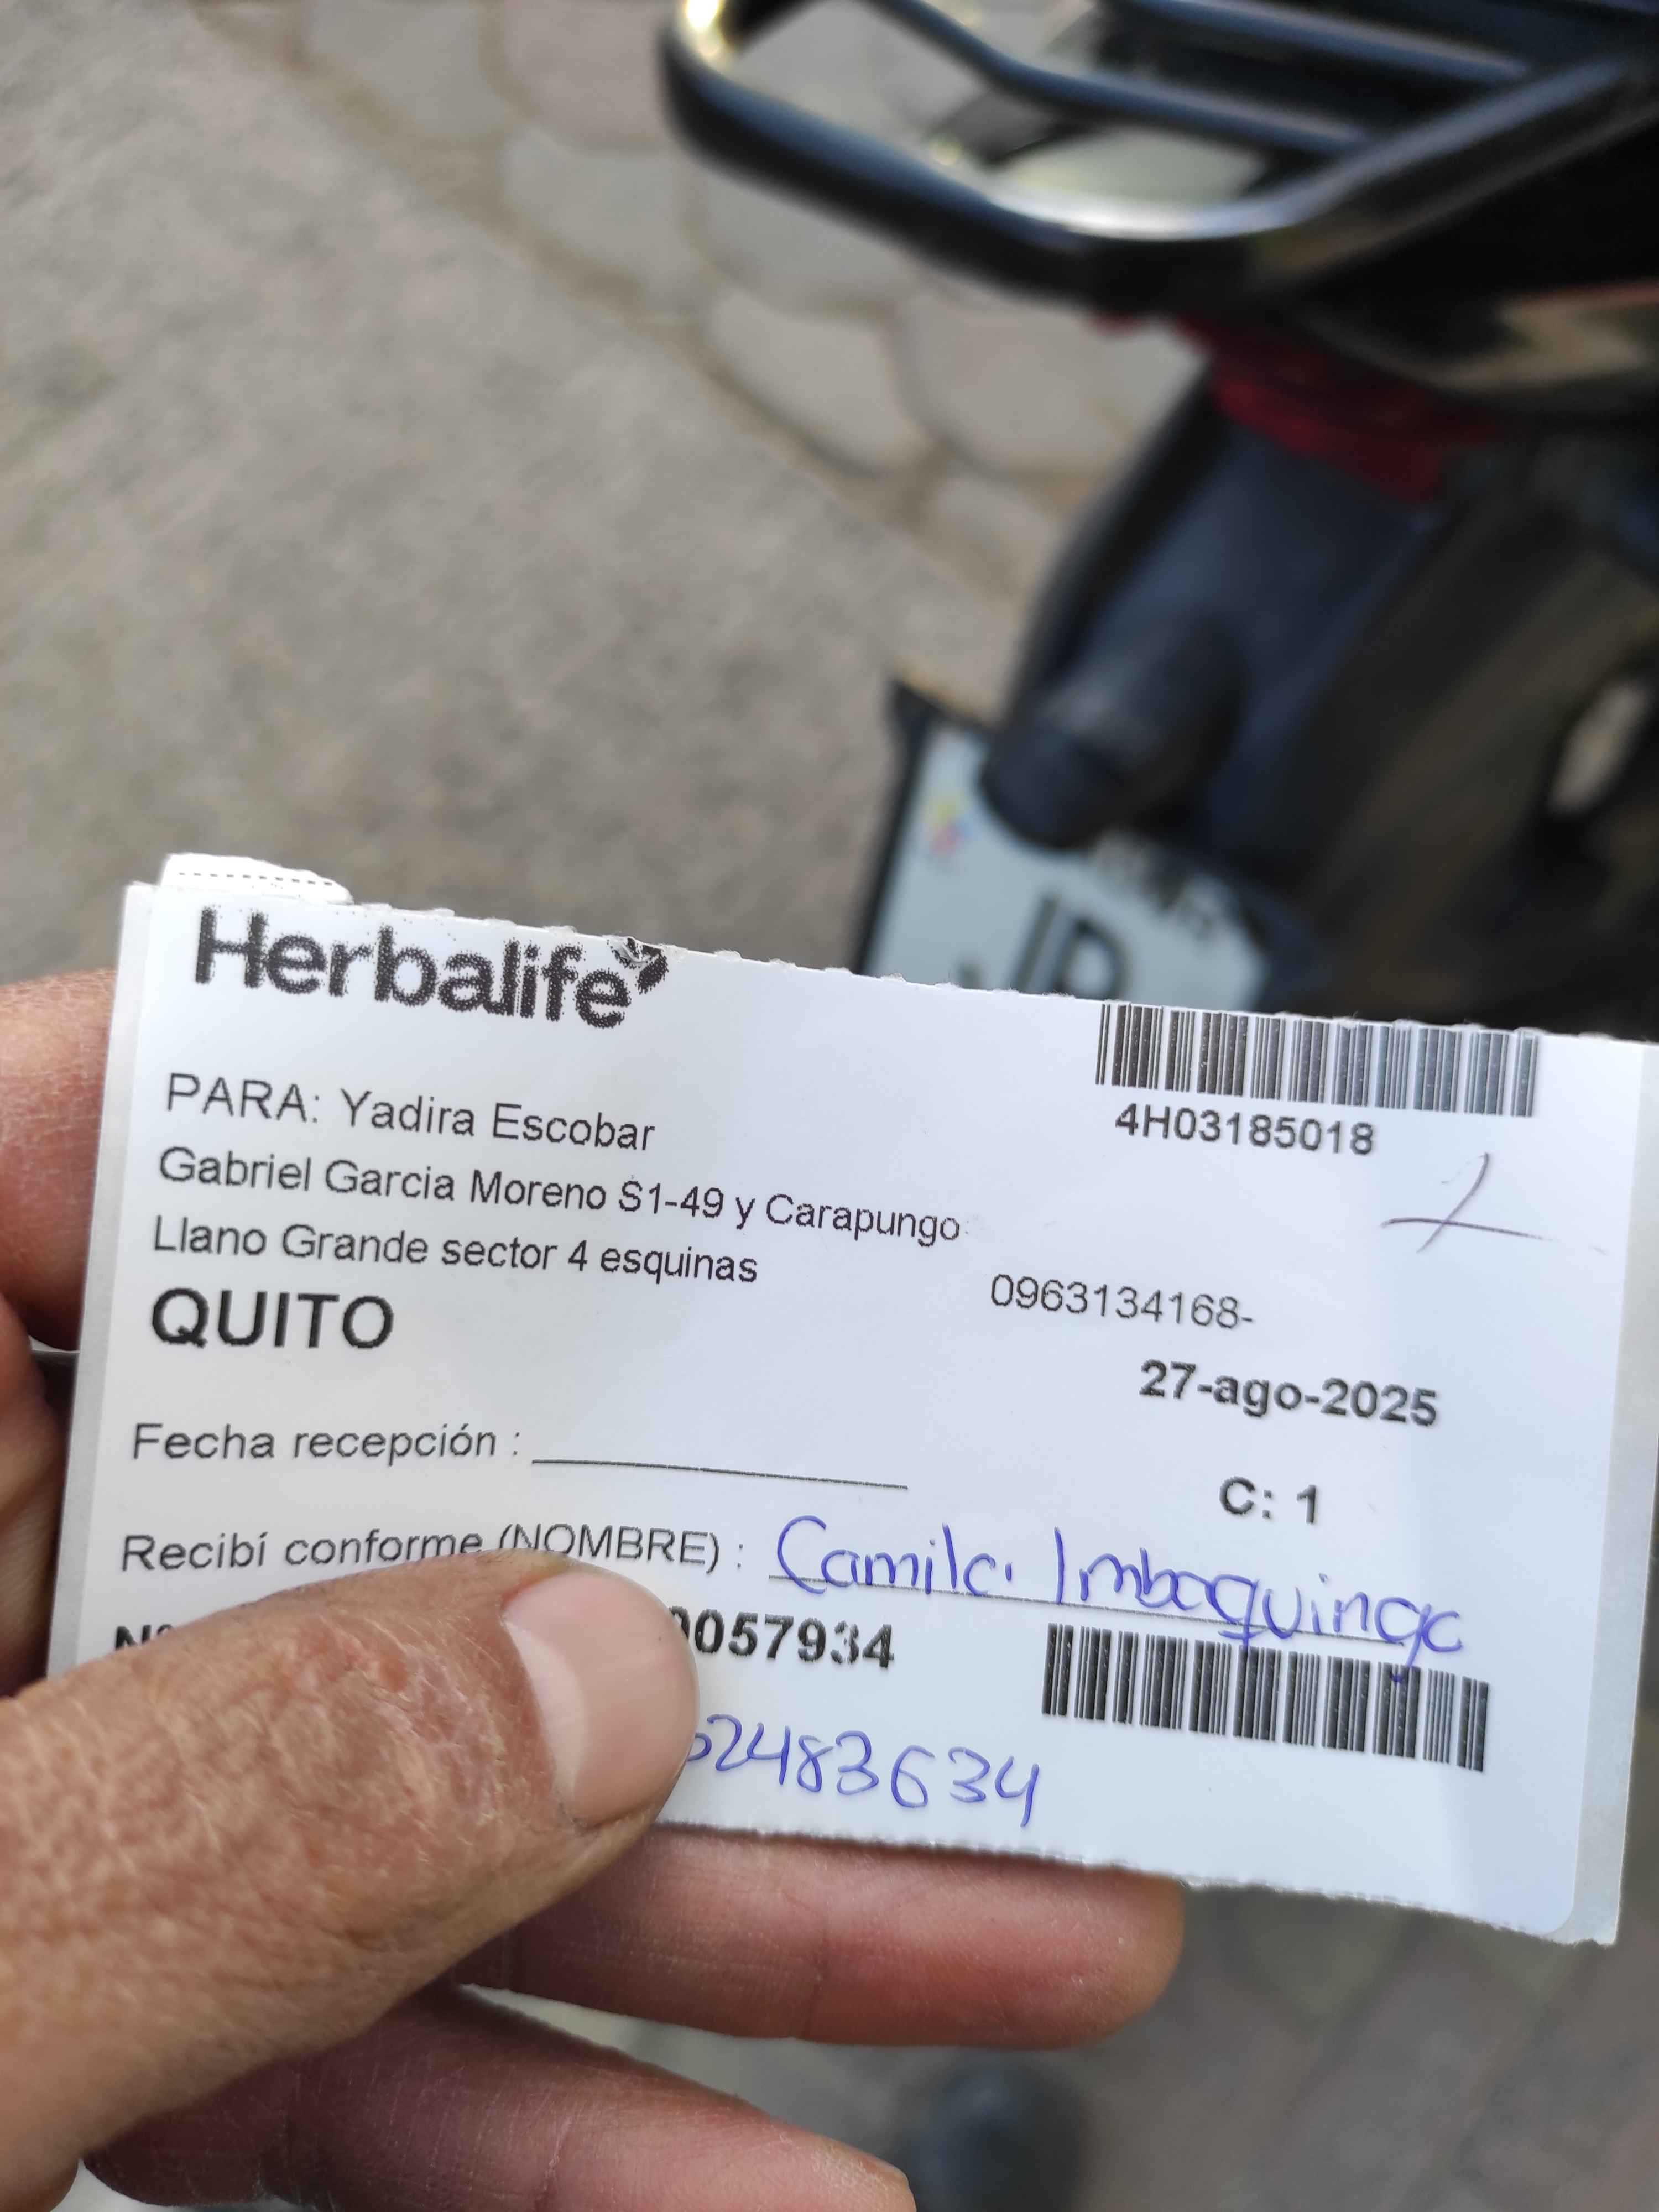 Herbalife
4H03185018
PARA: Yadira Escobar
Gabriel Garcia Moreno S1-49 y Carapungo
Llano Grande sector 4 esquinas
0963134168-
QUITO
27-ago-2025
Fecha recepción :
C: 1
Recibí conforme (NOMBRE) : Camila Imbaquinga
0057934
2483634